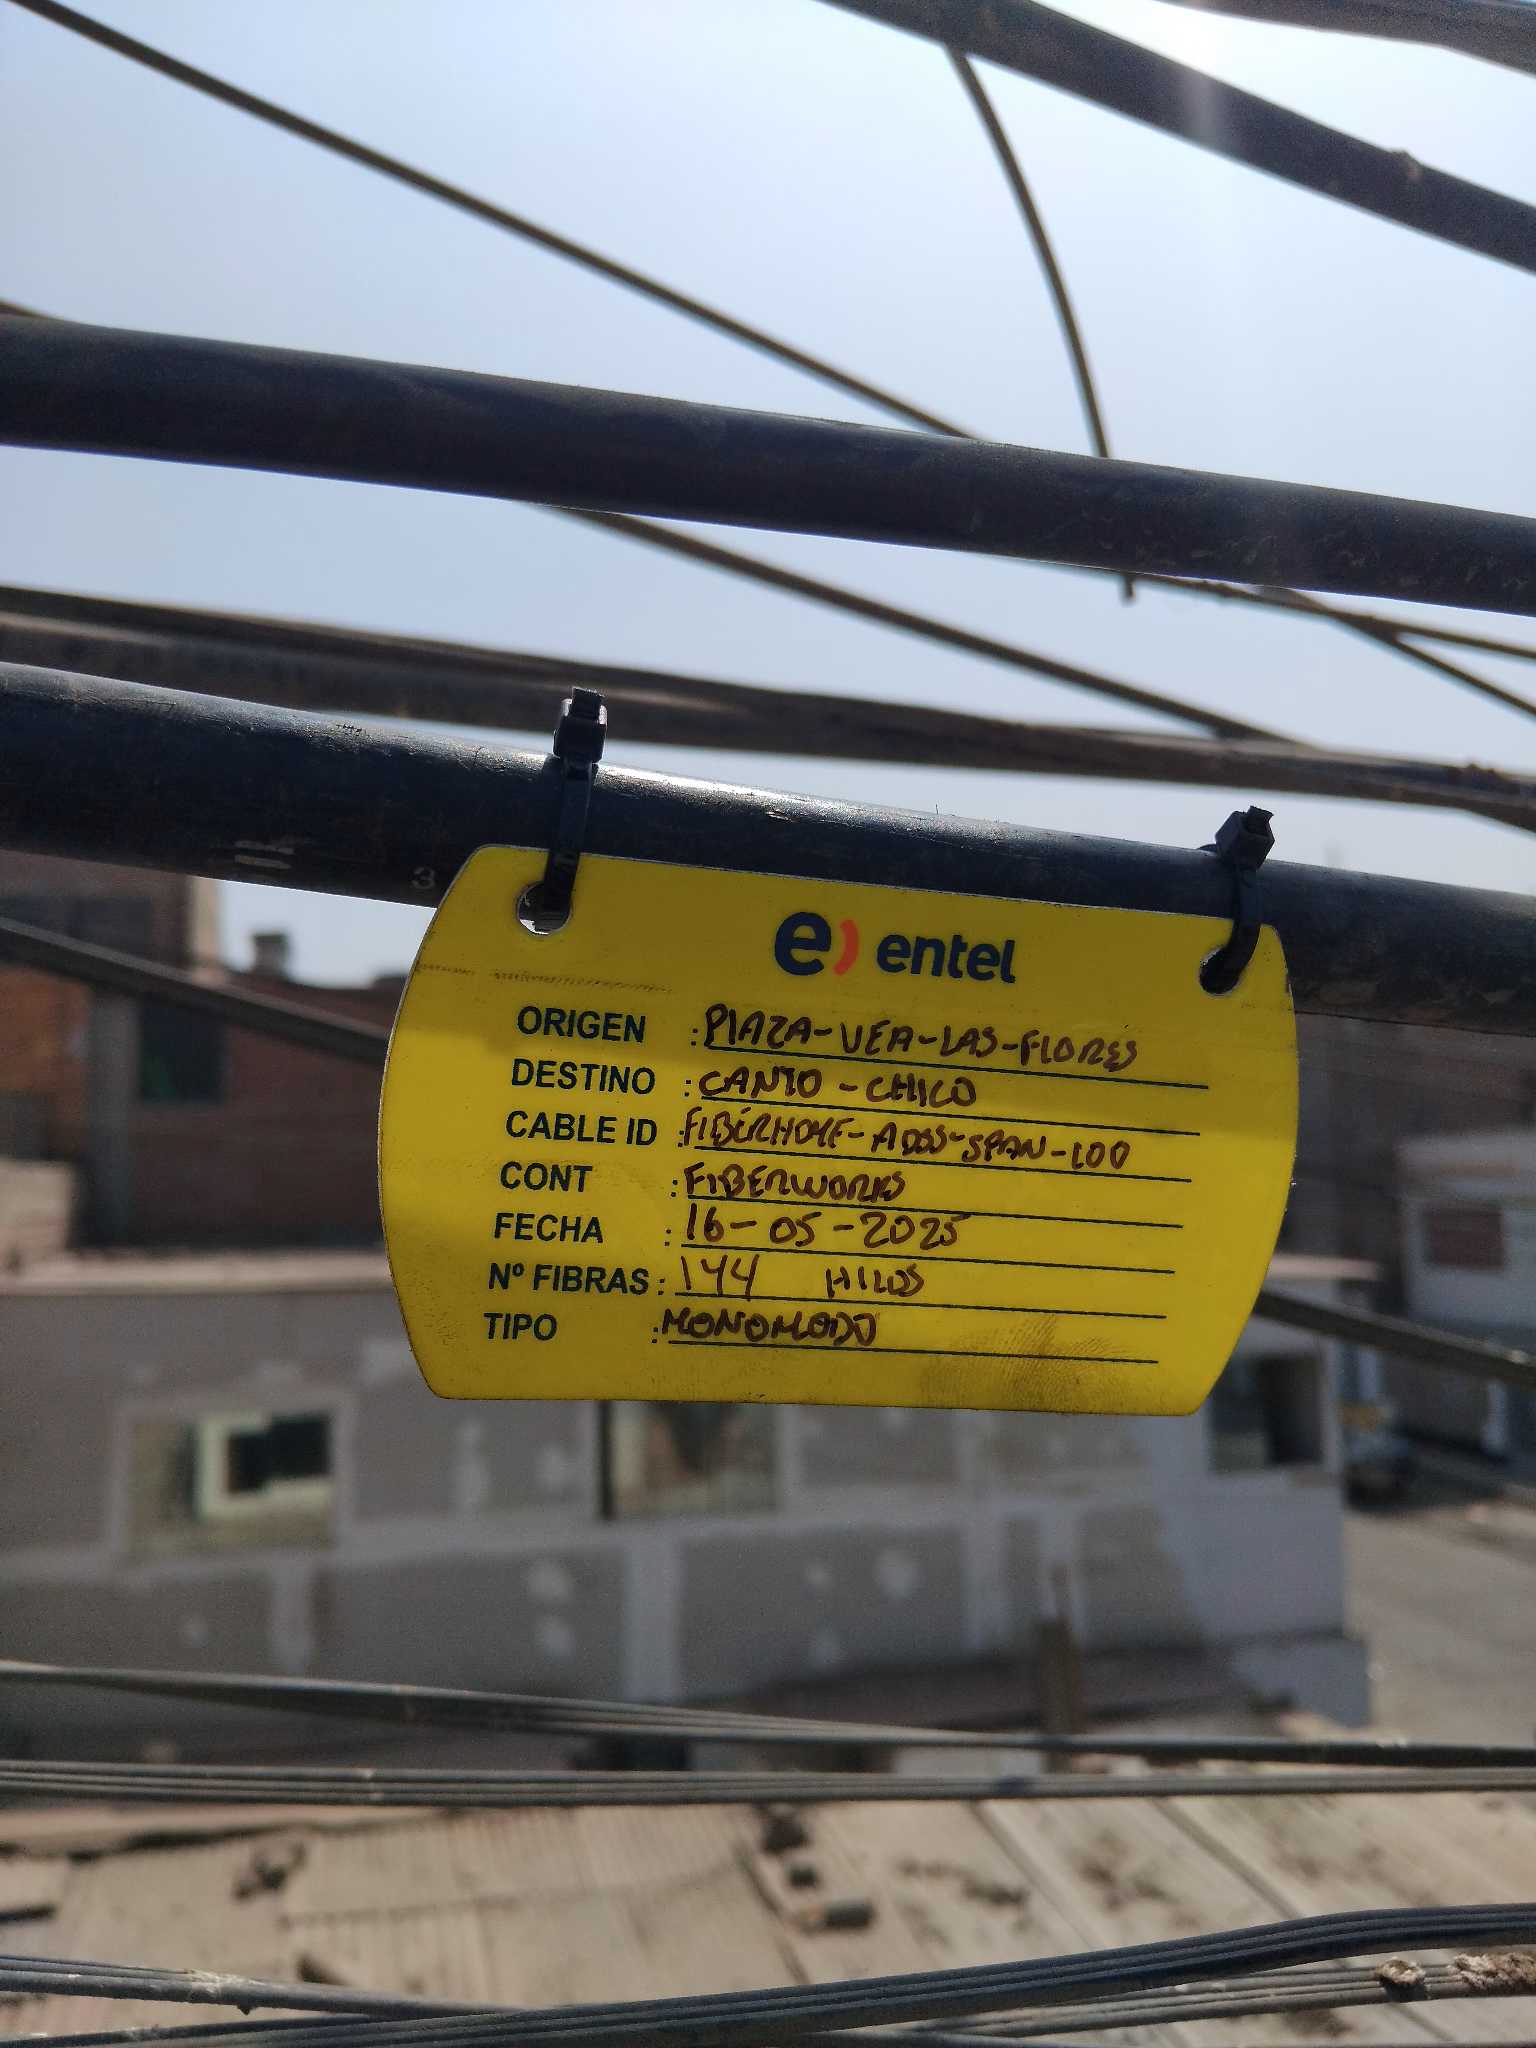 3
e) entel
ORIGEN : PLAZA-VEA-LAS-FLORES
DESTINO : CANTO-CHICO
CABLE ID : FIBERHOME-ADSS-SPAN-100
CONT : FIBERWORKS
FECHA : 16-05-2025
Nº FIBRAS : 144 HILOS
TIPO : MONOMODO